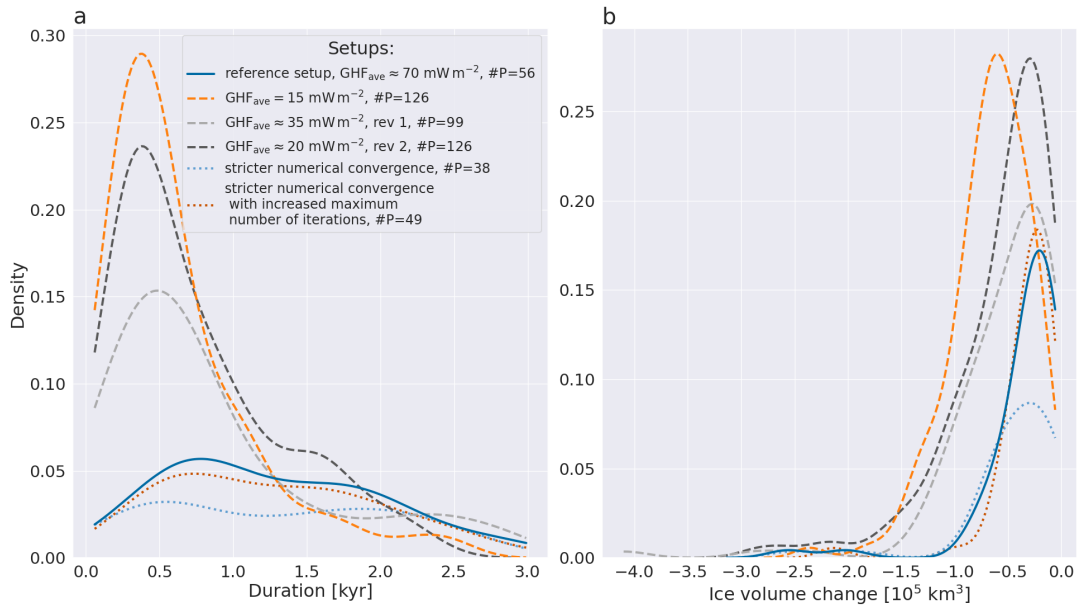 a
b
Setups:
reference setup, GHFave ≈ 70 mW m−2, #P=56
GHFave = 15 mW m−2, #P=126
GHFave ≈ 35 mW m−2, rev 1, #P=99
GHFave ≈ 20 mW m−2, rev 2, #P=126
stricter numerical convergence, #P=38
stricter numerical convergence
with increased maximum
number of iterations, #P=49
Density
0.30
0.25
0.20
0.15
0.10
0.05
0.00
0.0 0.5 1.0 1.5 2.0 2.5 3.0
Duration [kyr]
0.25
0.20
0.15
0.10
0.05
0.00
−4.0 −3.5 −3.0 −2.5 −2.0 −1.5 −1.0 −0.5 0.0
Ice volume change [10⁵ km³]